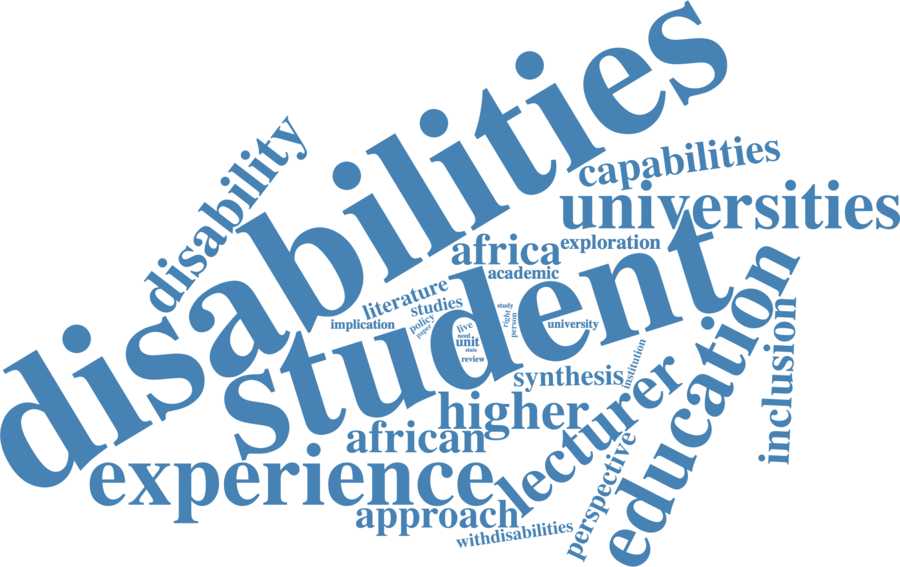 disabilities
disability
capabilities
universities
africa
exploration
academic
student
literature
studies
implication
policy
paper
live
need
unit
state
review
study
right
person
university
institution
synthesis
higher
african
lecturer
education
inclusion
experience
approach
perspective
withdisabilities